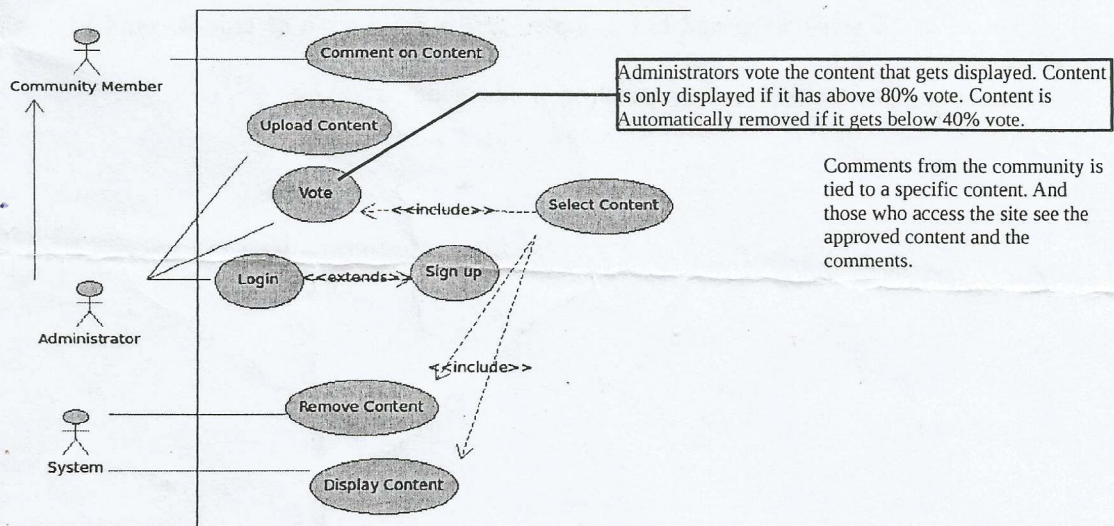 Comment on Content
Community Member
Administrators vote the content that gets displayed. Content
is only displayed if it has above 80% vote. Content is
Automatically removed if it gets below 40% vote.
Upload Content
Comments from the community is
tied to a specific content. And
those who access the site see the
approved content and the
comments.
Vote
<<include>>
Select Content
Login
<<extends>>
Sign up
Administrator
<<include>>
Remove Content
System
Display Content